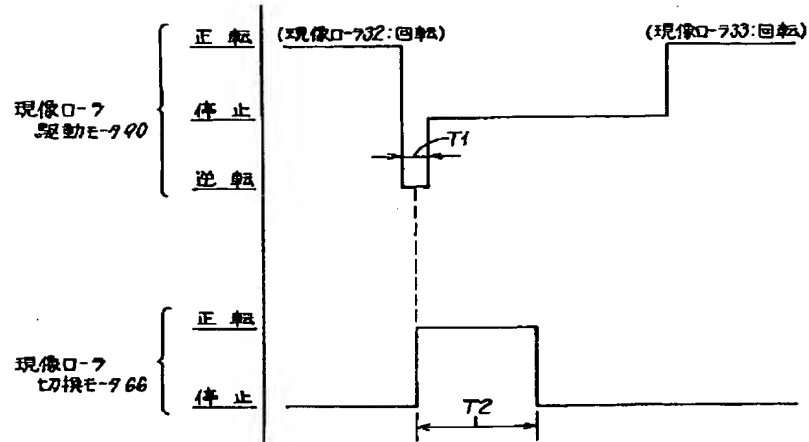 正転
(現像ローラ32:回転)
(現像ローラ33:回転)
現像ローラ
駆動モータ90
停止
T1
逆転
正転
現像ローラ
切換モータ66
停止
T2